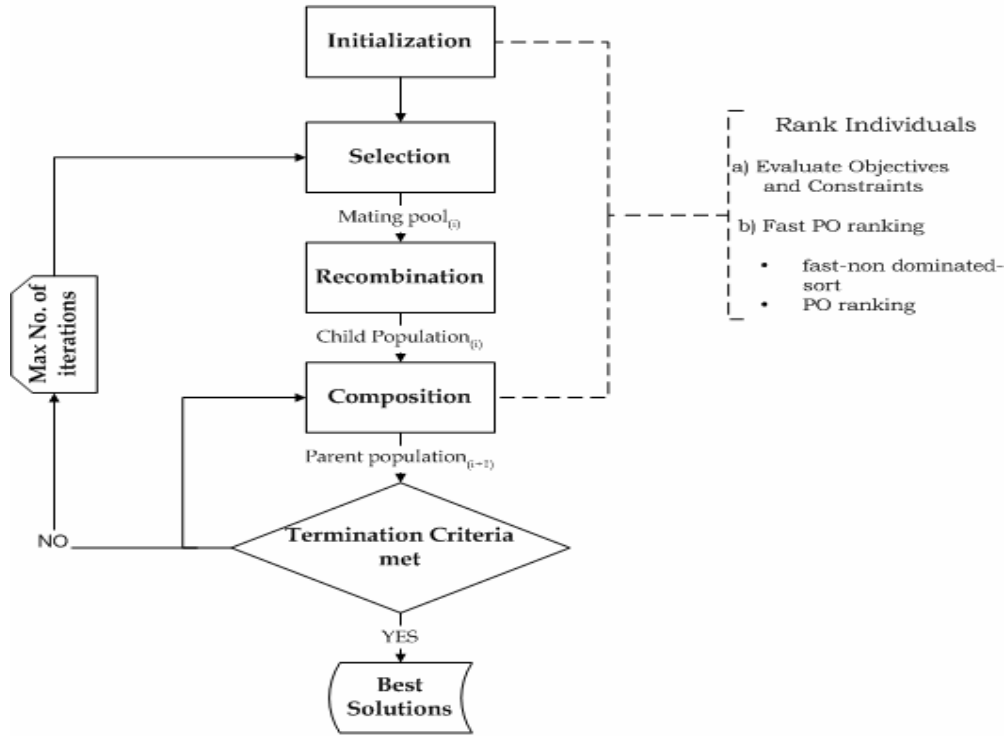 Initialization
Selection
Mating pool(i)
Recombination
Child Population(i)
Composition
Parent population(i+1)
Termination Criteria
met
YES
Best
Solutions
NO
Max No. of
iterations
Rank Individuals
a) Evaluate Objectives
and Constraints
b) Fast PO ranking
• fast-non dominated-
sort
• PO ranking